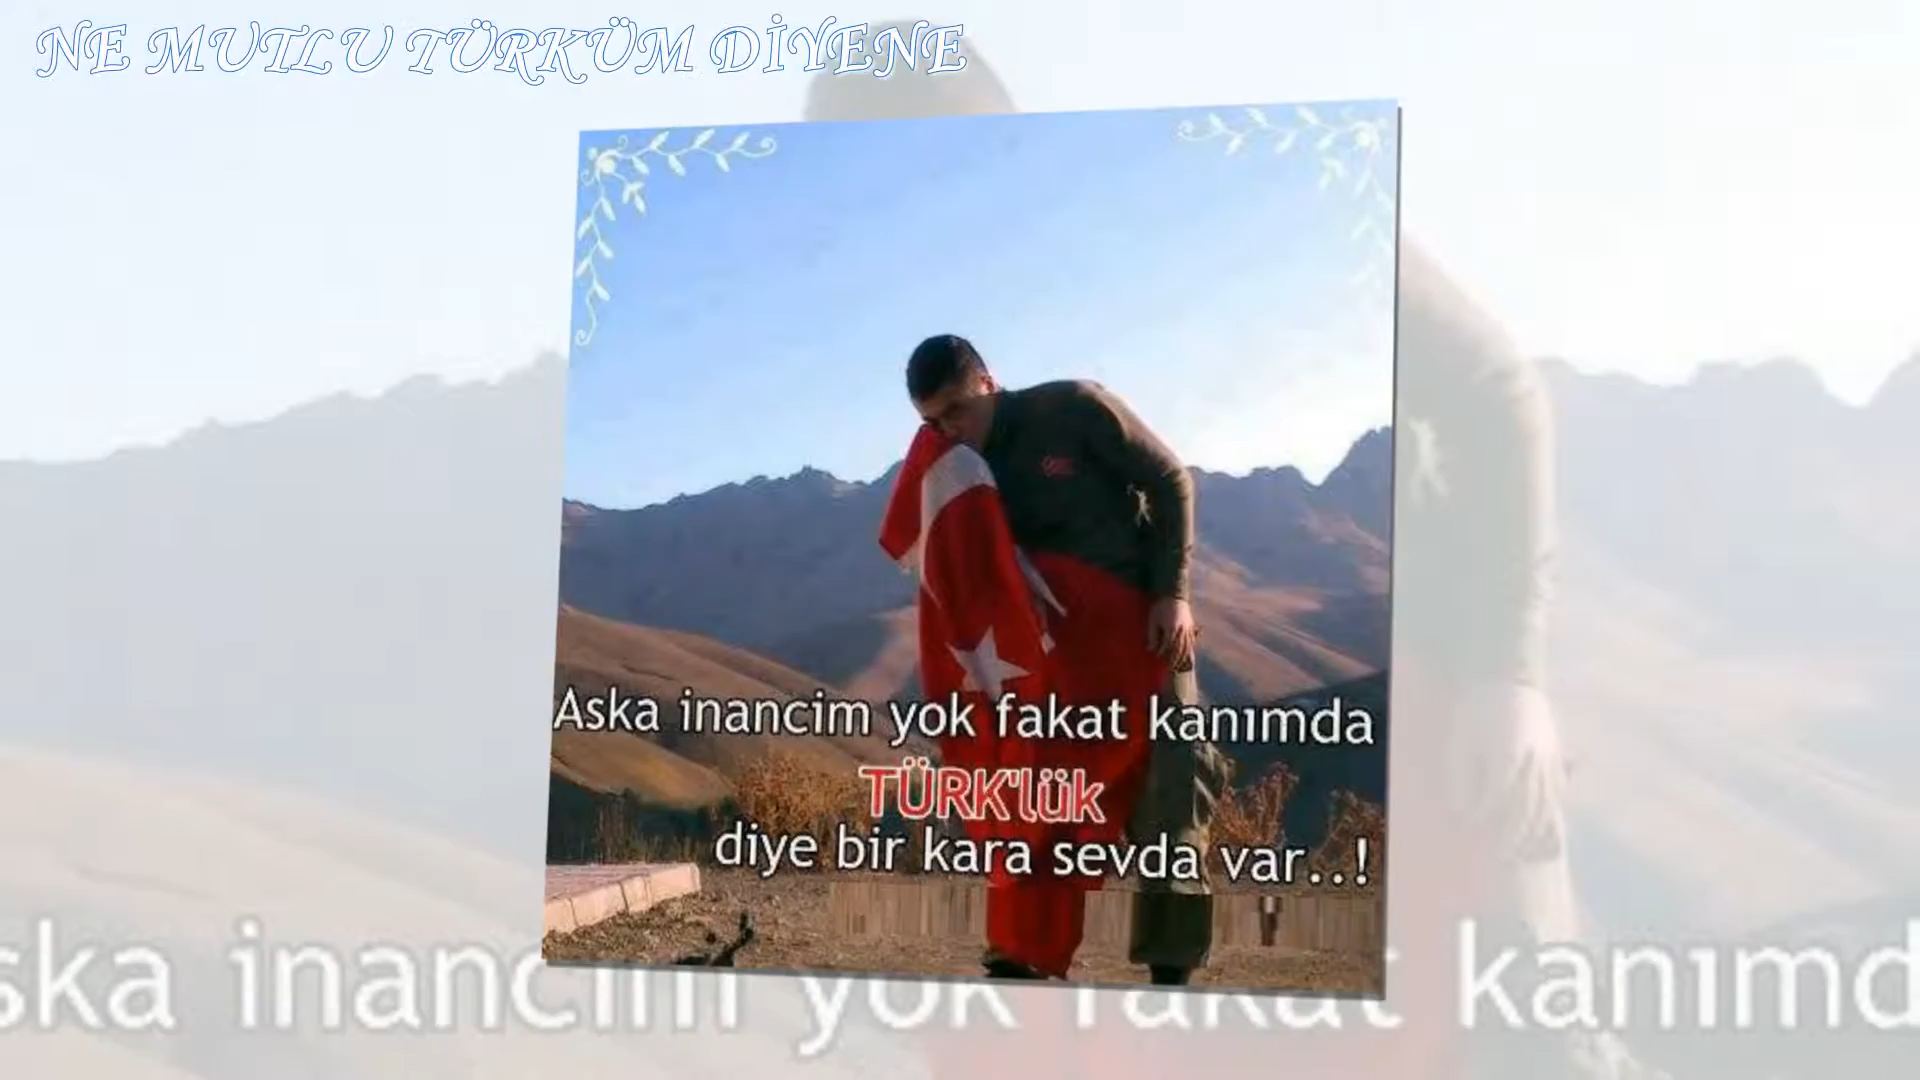 NE MUTLU TÜRKÜM DİYENE
Aska inancim yok fakat kanımda
TÜRK'lük
diye bir kara sevda var..!
ska inancim yok fakat kanımd